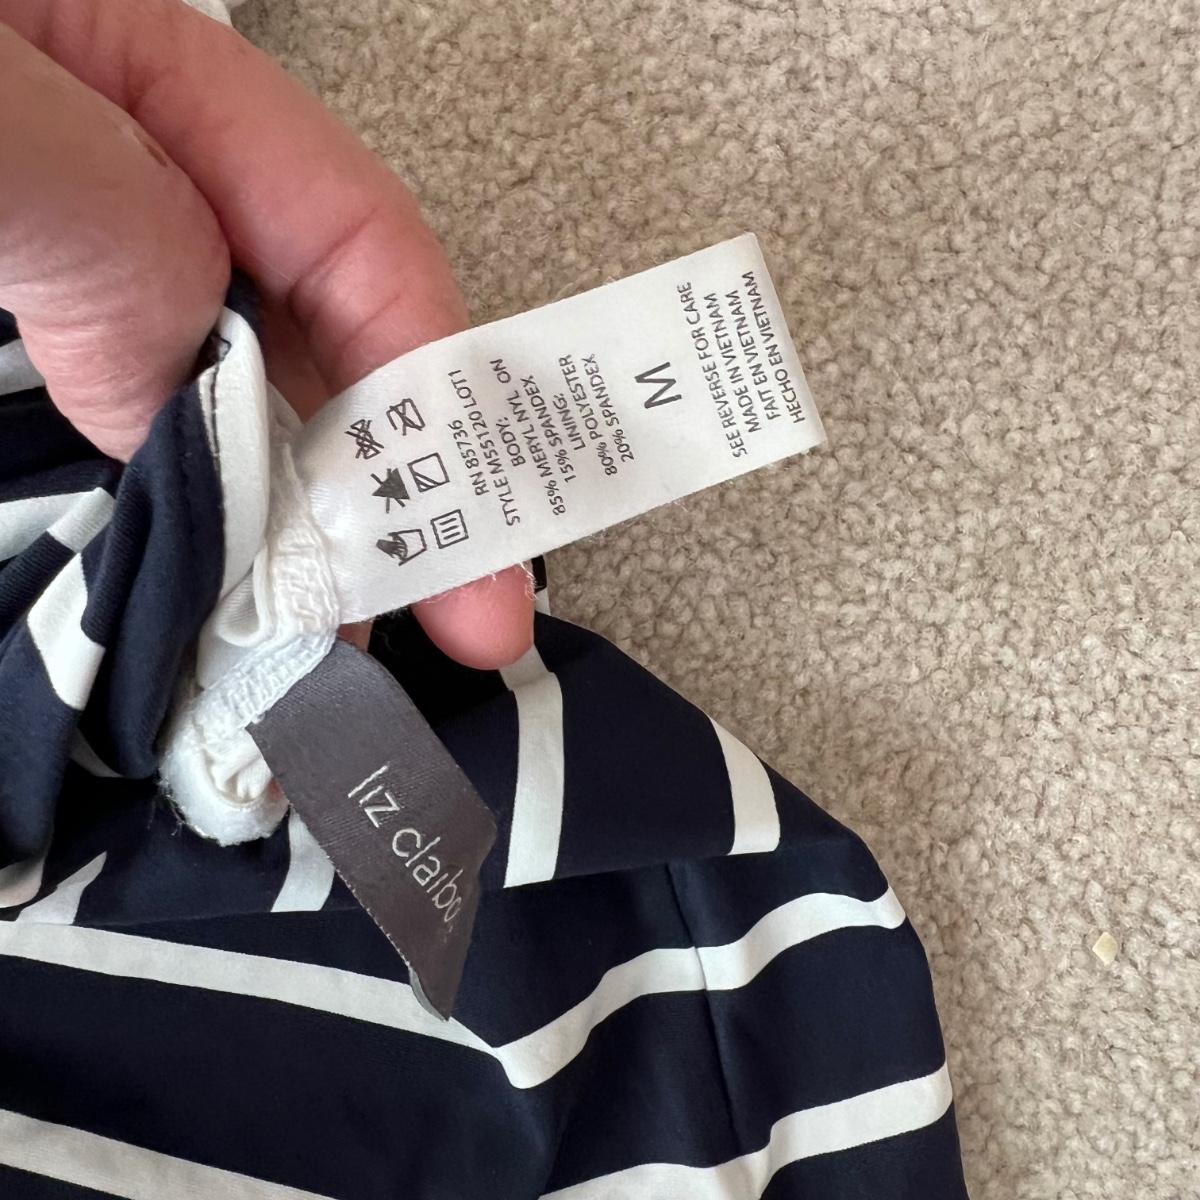 RN 85736
STYLE M55120 LOT1
BODY:
85% MERYL NYL ON
15% SPANDEX
LINING:
80% POLYESTER
20% SPANDEX
M
SEE REVERSE FOR CARE
MADE IN VIETNAM
FAIT EN VIETNAM
HECHO EN VIETNAM
liz claibo